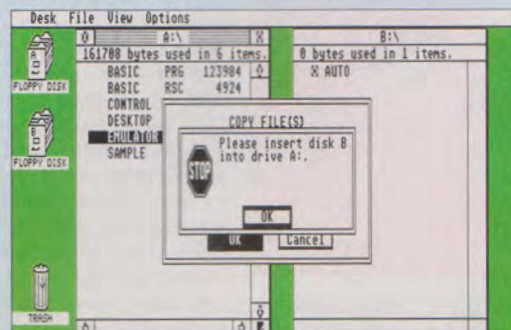 Desk File View Options
A:\
161708 bytes used in 6 items.
BASIC PRG 123984
BASIC RSC 4924
CONTROL
DESKTOP
EMULATOR
SAMPLE
B:\
0 bytes used in 1 items.
AUTO
A
FLOPPY DISK
B
FLOPPY DISK
TRASH
COPY FILE(S)
Please insert disk B
into drive A:.
STOP
OK
OK Cancel